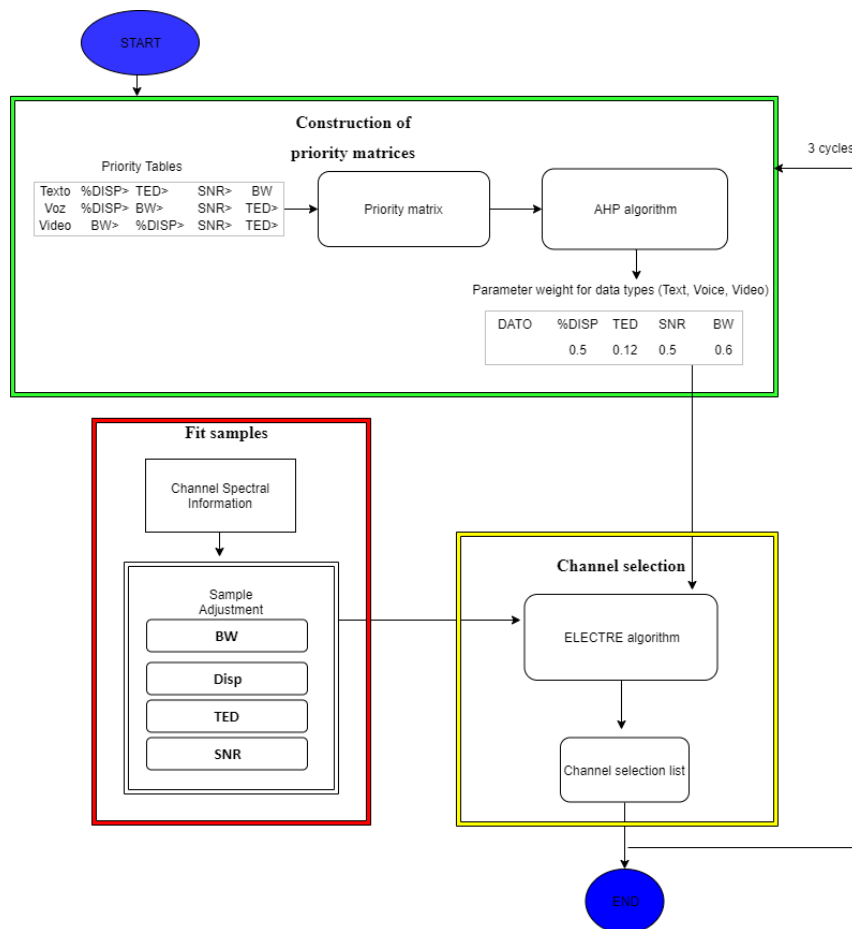 START
Construction of
priority matrices
3 cycles
Priority Tables
Texto %DISP> TED> SNR> BW
Voz %DISP> BW> SNR> TED>
Video BW> %DISP> SNR> TED>
Priority matrix
AHP algorithm
Parameter weight for data types (Text, Voice, Video)
DATO %DISP TED SNR BW
0.5 0.12 0.5 0.6
Fit samples
Channel Spectral
Information
Sample
Adjustment
BW
Disp
TED
SNR
Channel selection
ELECTRE algorithm
Channel selection list
END